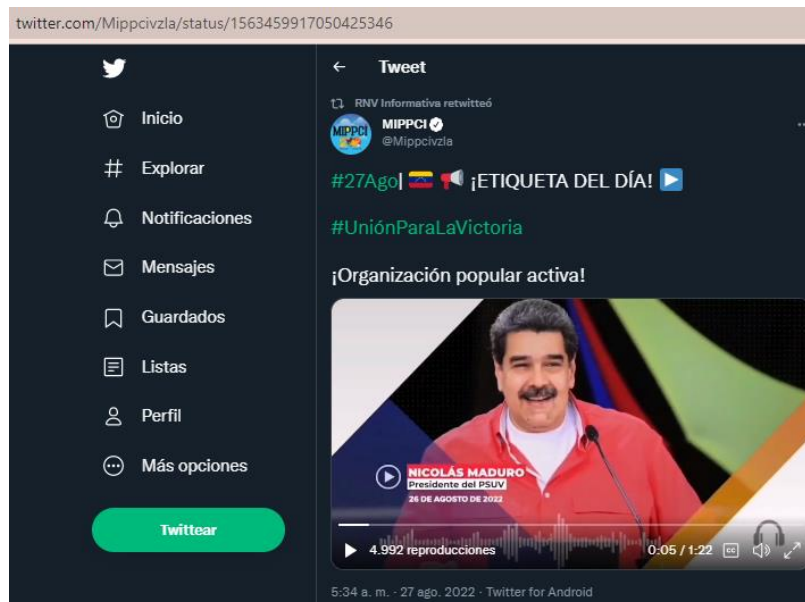 twitter.com/Mippcivzla/status/1563459917050425346
Tweet
Inicio
Explorar
Notificaciones
Mensajes
Guardados
Listas
Perfil
Más opciones
Twittear
RNV Informativa retwitteó
MIPPCI
MIPPCI
@Mippcivzla
#27Ago| ¡ETIQUETA DEL DÍA!
#UniónParaLaVictoria
¡Organización popular activa!
NICOLÁS MADURO
Presidente del PSUV
26 DE AGOSTO DE 2022
4.992 reproducciones
0:05 / 1:22
CC
5:34 a. m. · 27 ago. 2022 · Twitter for Android